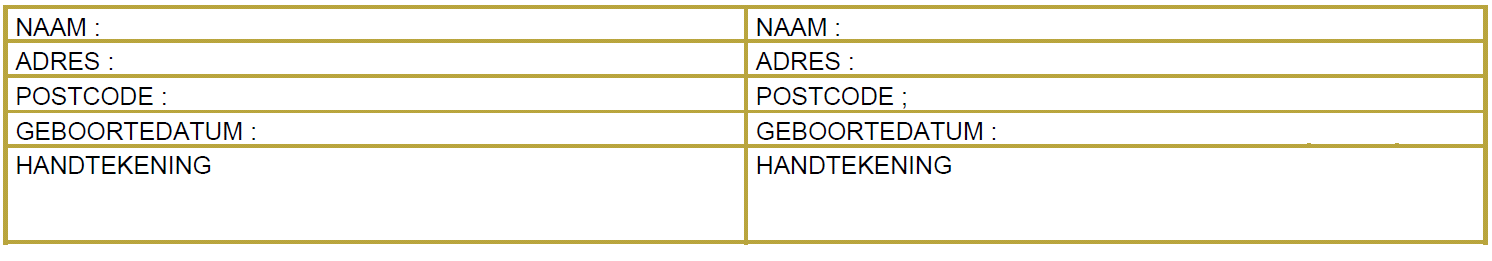 NAAM : NAAM :
ADRES : ADRES :
POSTCODE : POSTCODE ;
GEBOORTEDATUM : GEBOORTEDATUM :
HANDTEKENING HANDTEKENING